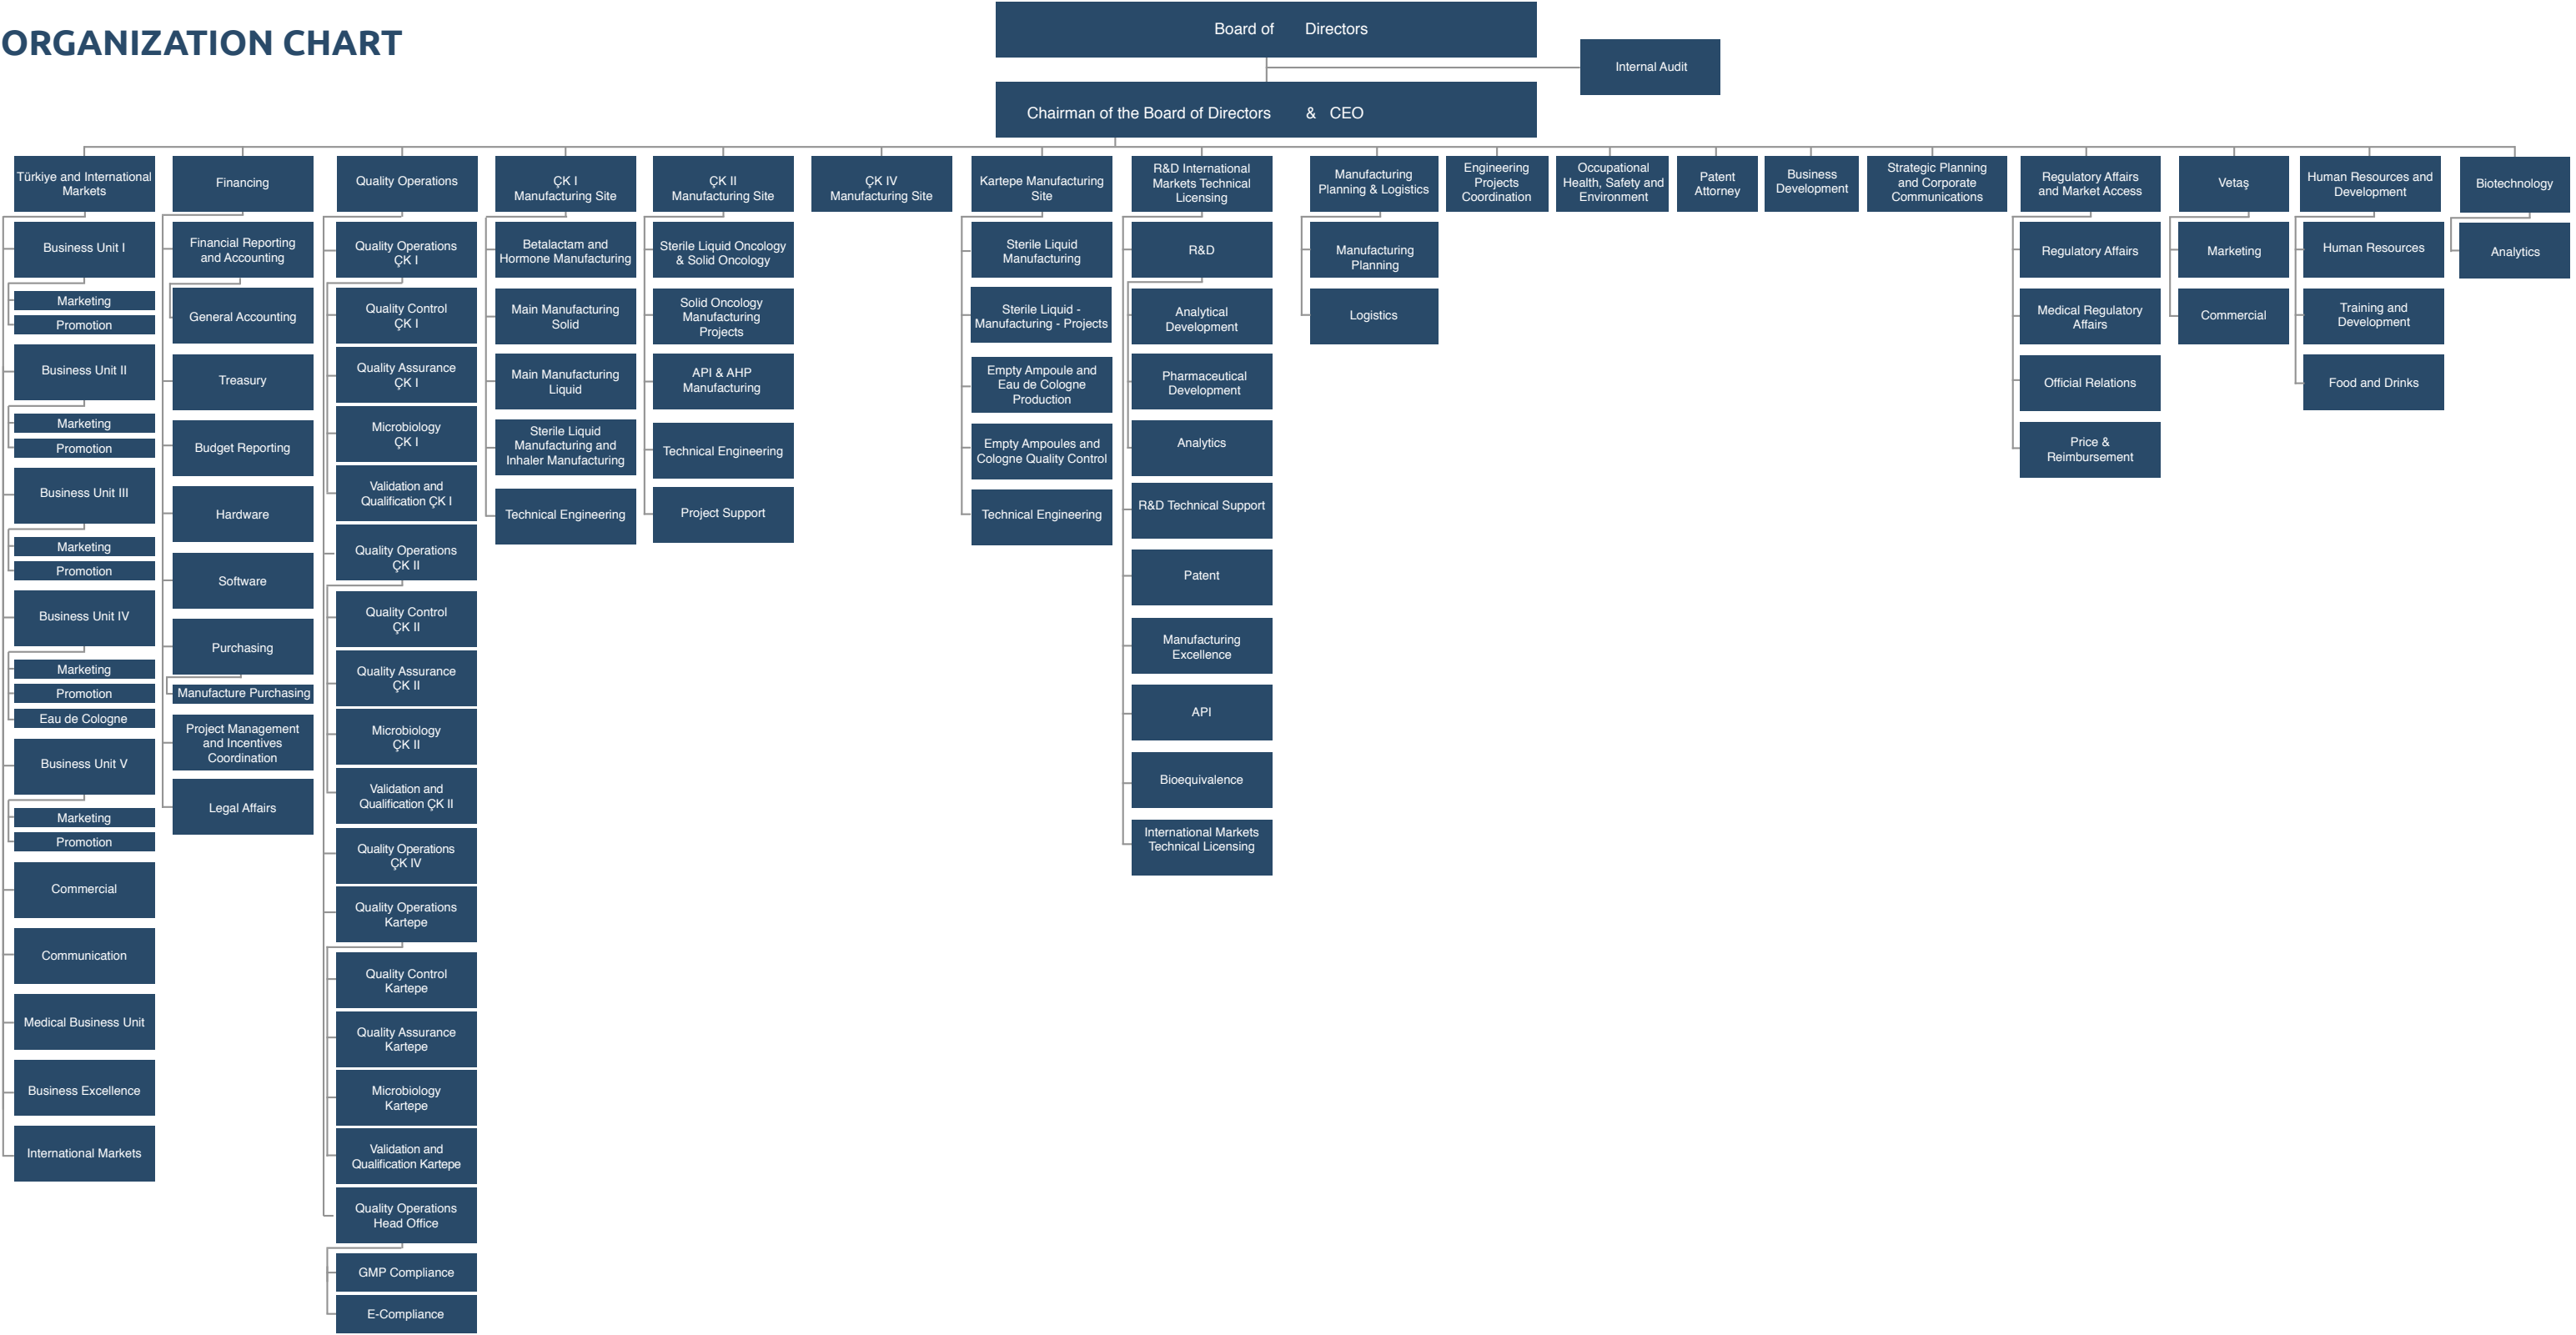 ORGANIZATION CHART
Board of Directors
Internal Audit
Chairman of the Board of Directors & CEO
Türkiye and International
Markets
Business Unit I
Marketing
Promotion
Business Unit II
Marketing
Promotion
Business Unit III
Marketing
Promotion
Business Unit IV
Marketing
Promotion
Eau de Cologne
Business Unit V
Marketing
Promotion
Commercial
Communication
Medical Business Unit
Business Excellence
International Markets
Financing
Financial Reporting
and Accounting
General Accounting
Treasury
Budget Reporting
Hardware
Software
Purchasing
Manufacture Purchasing
Project Management
and Incentives
Coordination
Legal Affairs
Quality Operations
Quality Operations
ÇK I
Quality Control
ÇK I
Quality Assurance
ÇK I
Microbiology
ÇK I
Validation and
Qualification ÇK I
Quality Operations
ÇK II
Quality Control
ÇK II
Quality Assurance
ÇK II
Microbiology
ÇK II
Validation and
Qualification ÇK II
Quality Operations
ÇK IV
Quality Operations
Kartepe
Quality Control
Kartepe
Quality Assurance
Kartepe
Microbiology
Kartepe
Validation and
Qualification Kartepe
Quality Operations
Head Office
GMP Compliance
E-Compliance
ÇK I
Manufacturing Site
Betalactam and
Hormone Manufacturing
Main Manufacturing
Solid
Main Manufacturing
Liquid
Sterile Liquid
Manufacturing and
Inhaler Manufacturing
Technical Engineering
ÇK II
Manufacturing Site
Sterile Liquid Oncology
& Solid Oncology
Solid Oncology
Manufacturing
Projects
API & AHP
Manufacturing
Technical Engineering
Project Support
ÇK IV
Manufacturing Site
Kartepe Manufacturing
Site
Sterile Liquid
Manufacturing
Sterile Liquid -
Manufacturing - Projects
Empty Ampoule and
Eau de Cologne
Production
Empty Ampoules and
Cologne Quality Control
Technical Engineering
R&D International
Markets Technical
Licensing
R&D
Analytical
Development
Pharmaceutical
Development
Analytics
R&D Technical Support
Patent
Manufacturing
Excellence
API
Bioequivalence
International Markets
Technical Licensing
Manufacturing
Planning & Logistics
Manufacturing
Planning
Logistics
Engineering
Projects
Coordination
Occupational
Health, Safety and
Environment
Patent
Attorney
Business
Development
Strategic Planning
and Corporate
Communications
Regulatory Affairs
and Market Access
Regulatory Affairs
Medical Regulatory
Affairs
Official Relations
Price &
Reimbursement
Vetaş
Marketing
Commercial
Human Resources and
Development
Human Resources
Training and
Development
Food and Drinks
Biotechnology
Analytics